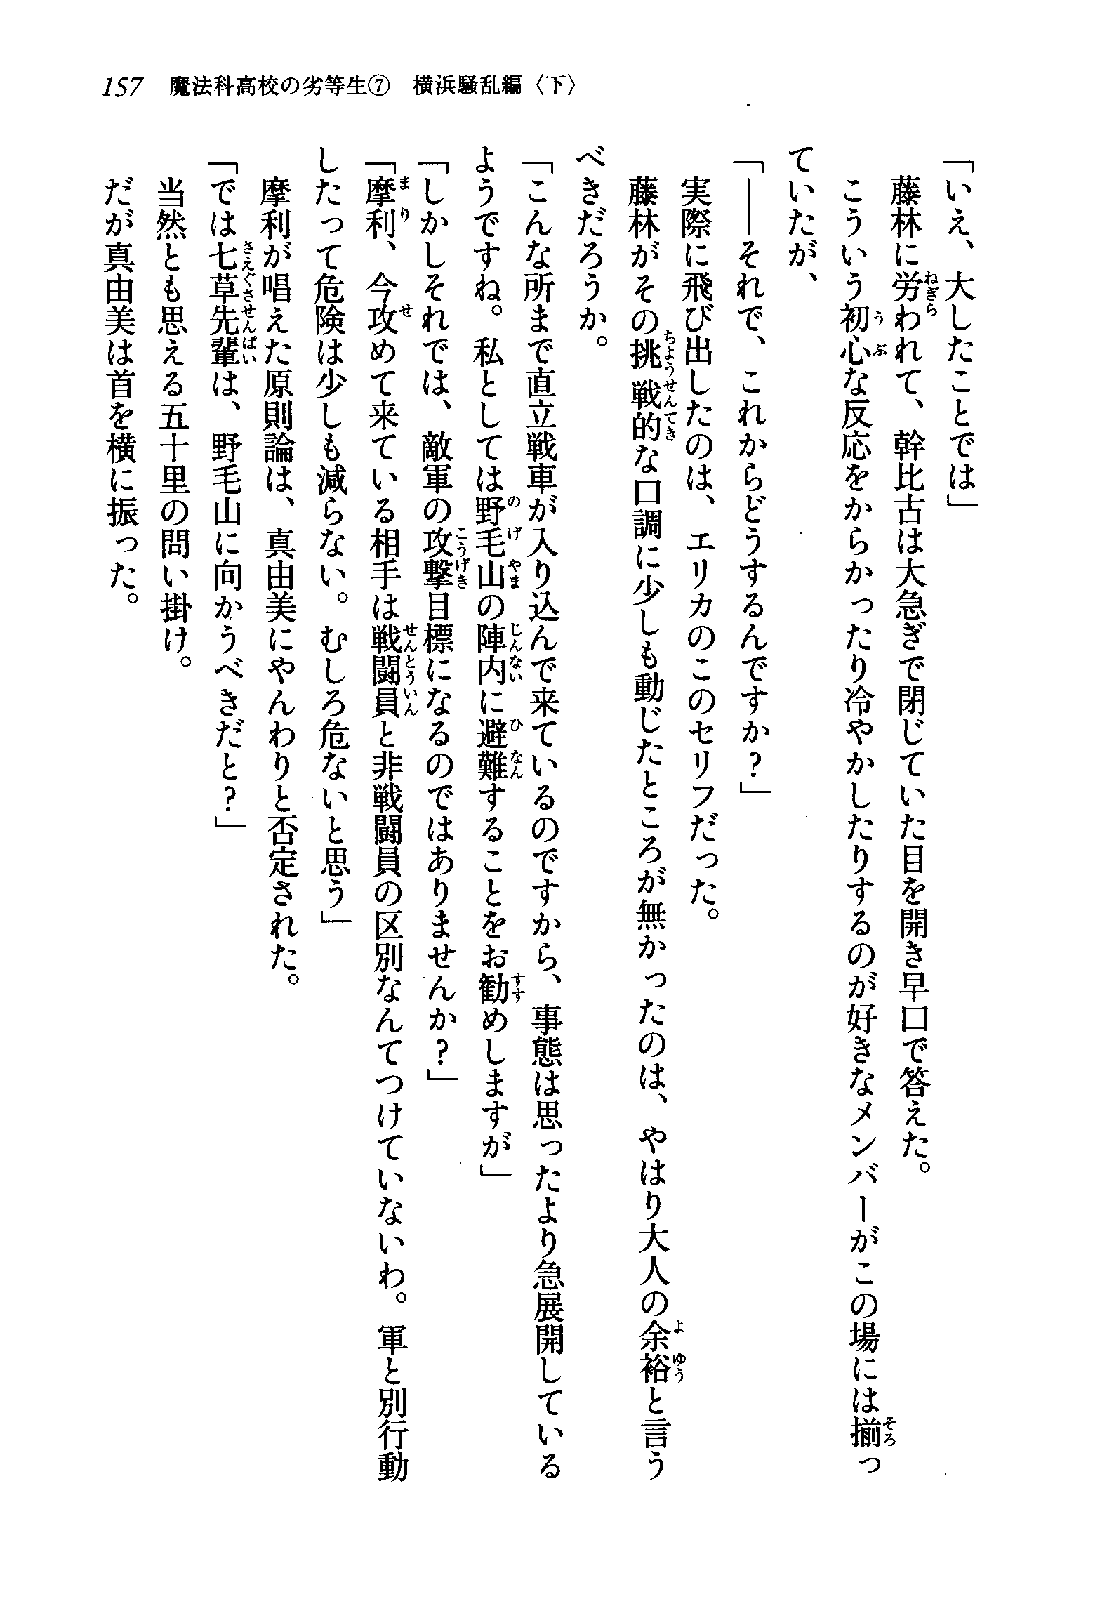 157　魔法科高校の劣等生⑦　横浜騒乱編〈下〉
「いえ、大したことでは」
藤林に労われて、幹比古は大急ぎで閉じていた目を開き早口で答えた。
こういう初心な反応をからかったり冷やかしたりするのが好きなメンバーがこの場には揃っ
ていたが、
「――それで、これからどうするんですか？」
実際に飛び出したのは、エリカのこのセリフだった。
藤林がその挑戦的な口調に少しも動じたところが無かったのは、やはり大人の余裕と言う
べきだろうか。
「こんな所まで直立戦車が入り込んで来ているのですから、事態は思ったより急展開している
ようですね。私としては野毛山の陣内に避難することをお勧めしますが」
「しかしそれでは、敵軍の攻撃目標になるのではありませんか？」
「摩利、今攻めて来ている相手は戦闘員と非戦闘員の区別なんてつけていないわ。軍と別行動
したって危険は少しも減らない。むしろ危ないと思う」
摩利が唱えた原則論は、真由美にやんわりと否定された。
「では七草先輩は、野毛山に向かうべきだと？」
当然とも思える五十里の問い掛け。
だが真由美は首を横に振った。